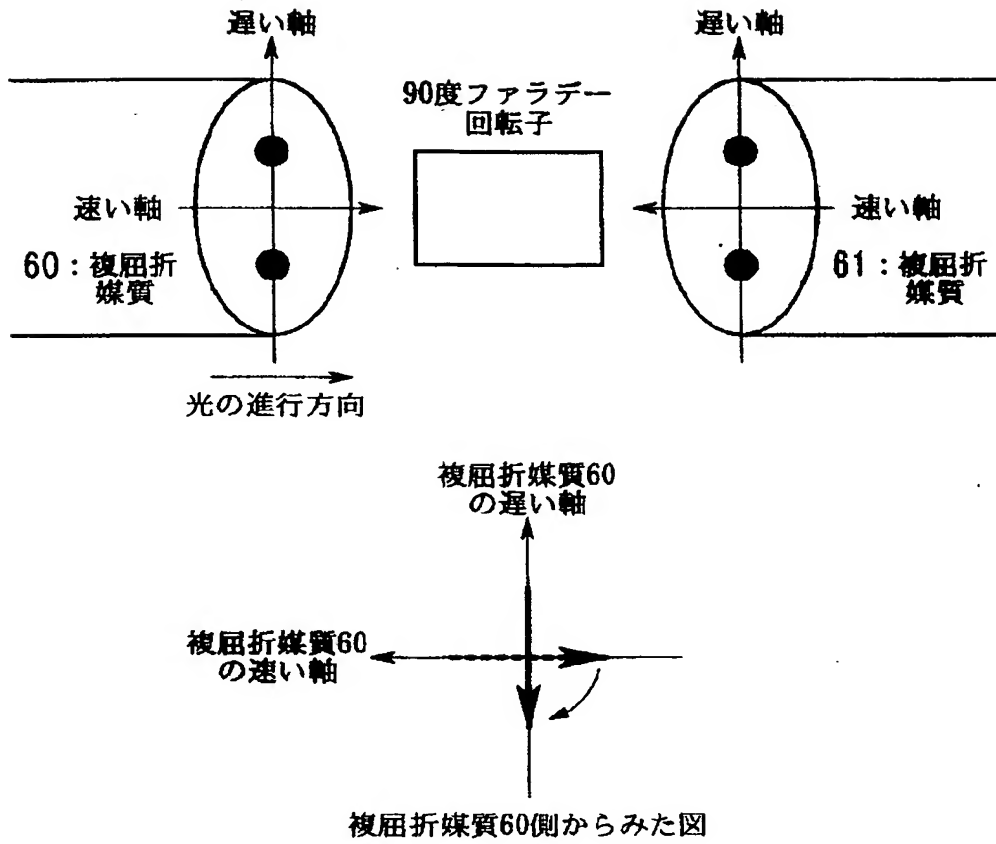 遅い軸
遅い軸
90度ファラデー
回転子
速い軸
速い軸
60：複屈折
媒質
61：複屈折
媒質
光の進行方向
複屈折媒質60
の遅い軸
複屈折媒質60
の速い軸
複屈折媒質60側からみた図